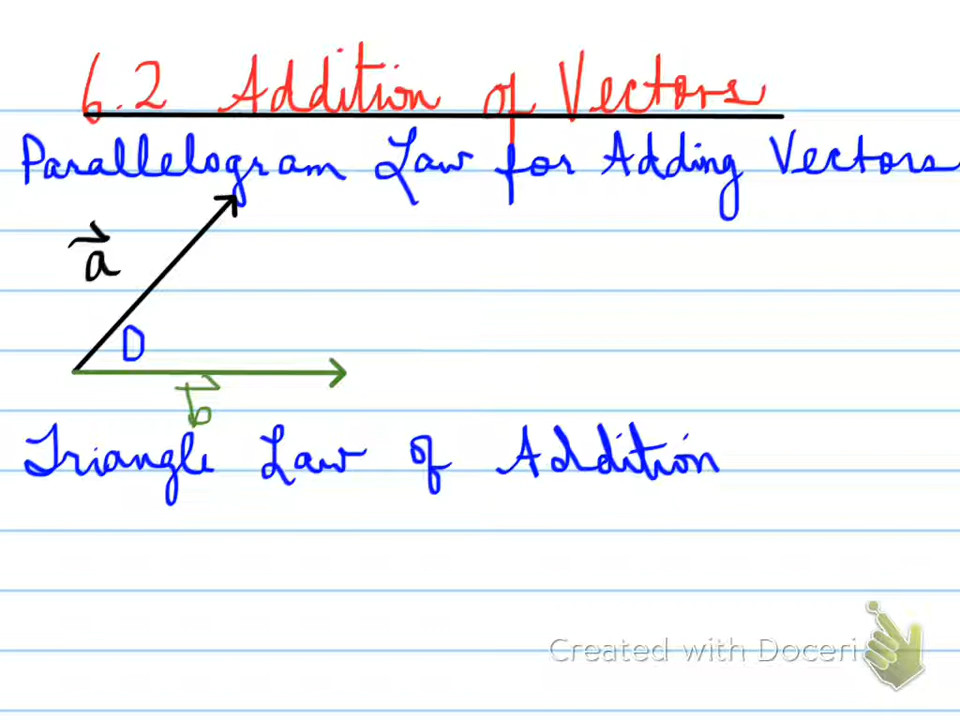 6.2 Addition of Vectors
Parallelogram Law for Adding Vectors
a
D
b
Triangle Law of Addition
Created with Doceri